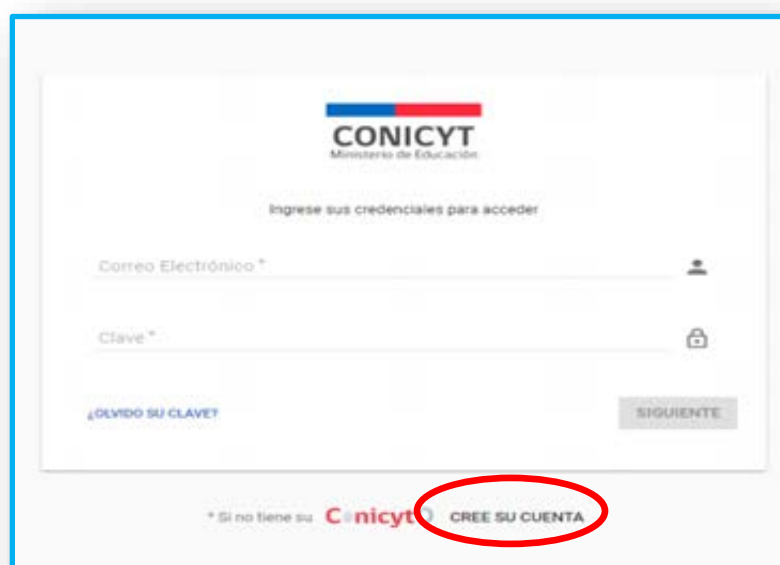 CONICYT
Ministerio de Educación
Ingrese sus credenciales para acceder
Correo Electrónico *
Clave *
¿OLVIDO SU CLAVE?
SIGUIENTE
* Si no tiene su Conicyt CREE SU CUENTA